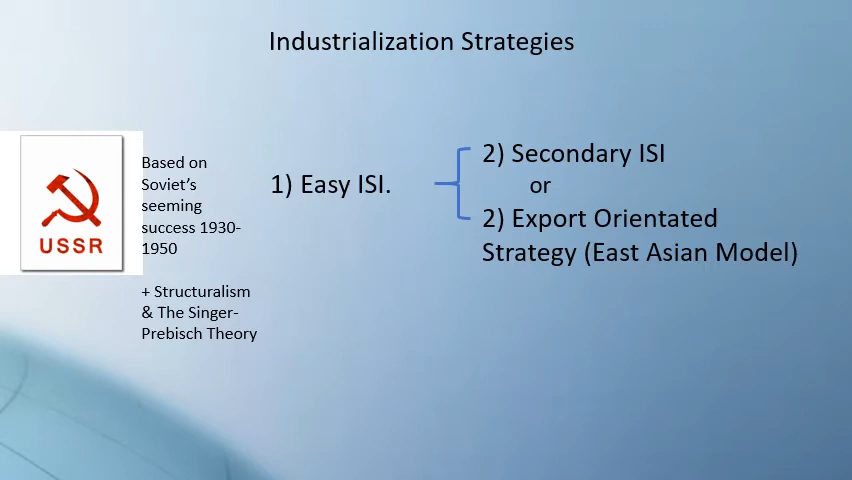 Industrialization Strategies
USSR
Based on
Soviet's
seeming
success 1930-
1950
+ Structuralism
& The Singer-
Prebisch Theory
1) Easy ISI.
2) Secondary ISI
or
2) Export Orientated
Strategy (East Asian Model)